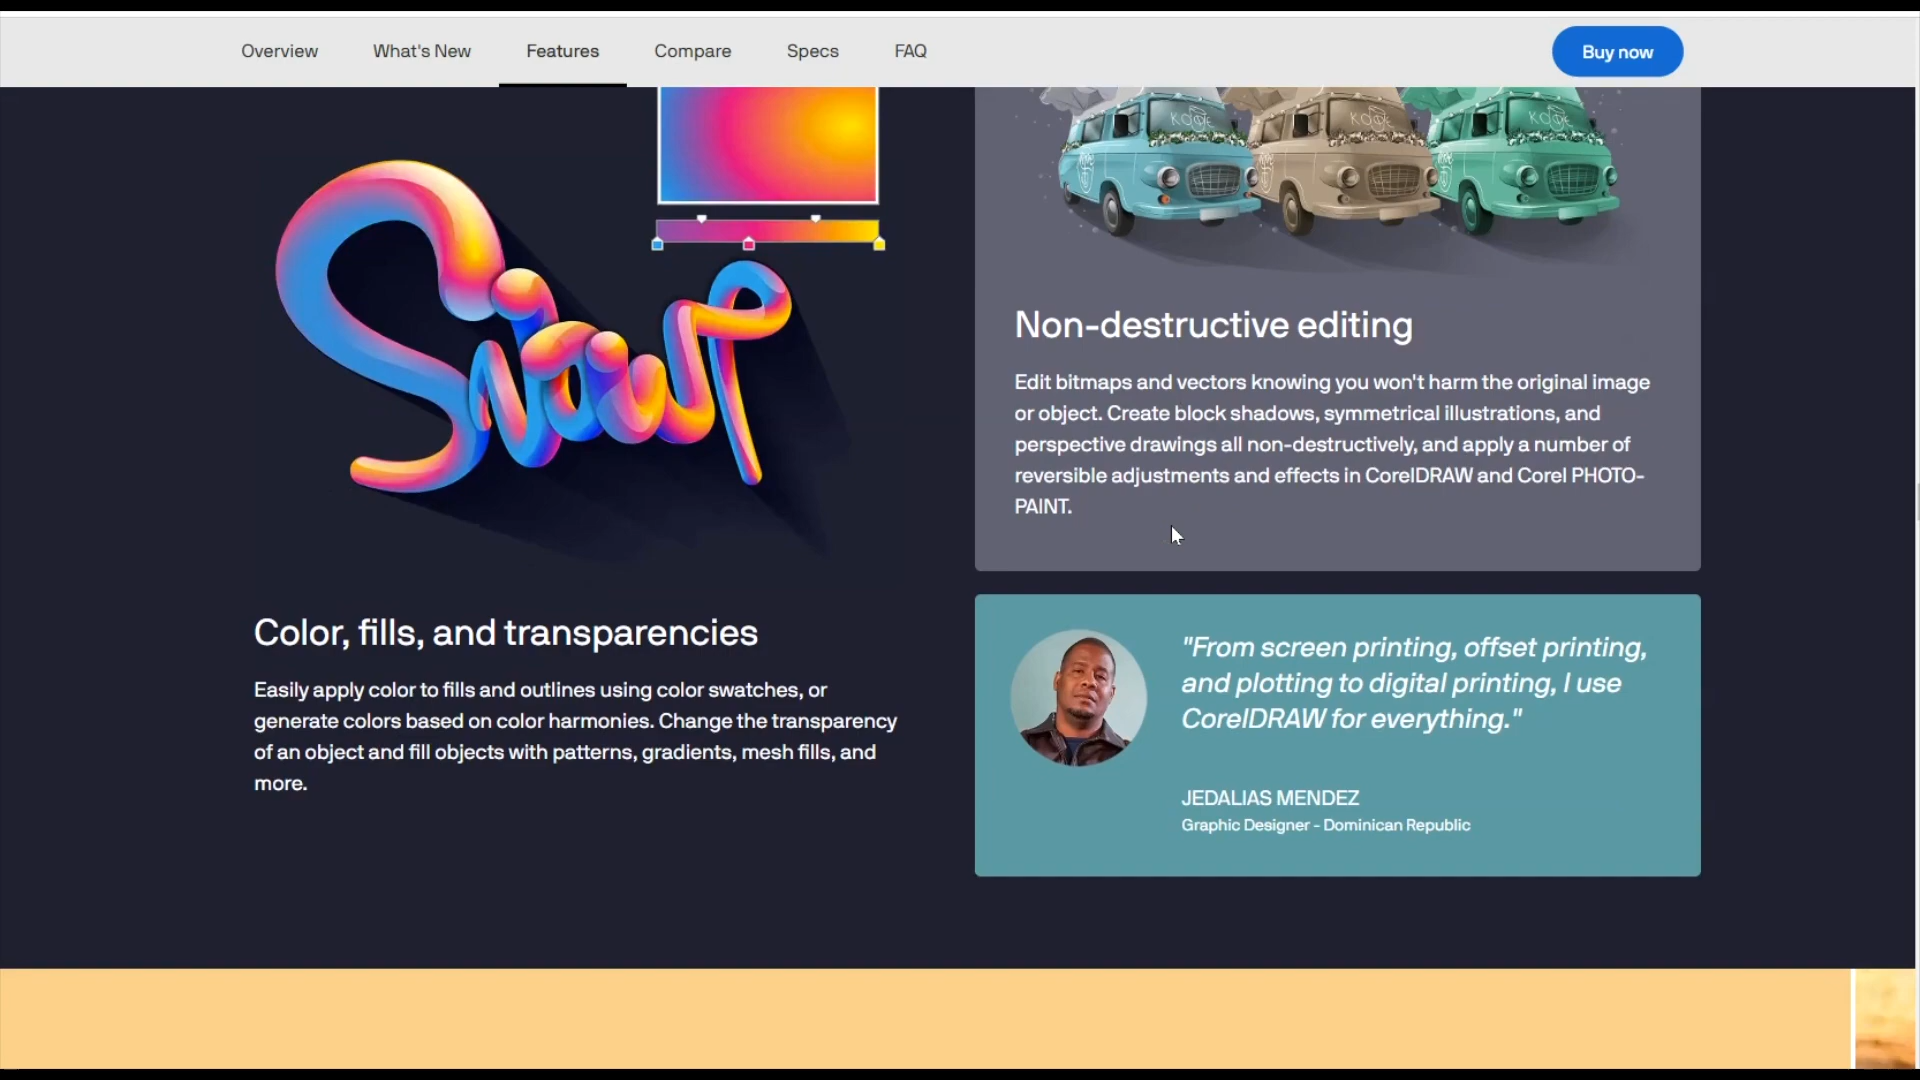 Overview What's New Features Compare Specs FAQ Buy now
Color, fills, and transparencies
Easily apply color to fills and outlines using color swatches, or
generate colors based on color harmonies. Change the transparency
of an object and fill objects with patterns, gradients, mesh fills, and
more.
Non-destructive editing
Edit bitmaps and vectors knowing you won't harm the original image
or object. Create block shadows, symmetrical illustrations, and
perspective drawings all non-destructively, and apply a number of
reversible adjustments and effects in CorelDRAW and Corel PHOTO-
PAINT.
"From screen printing, offset printing,
and plotting to digital printing, I use
CorelDRAW for everything."
JEDALIAS MENDEZ
Graphic Designer - Dominican Republic